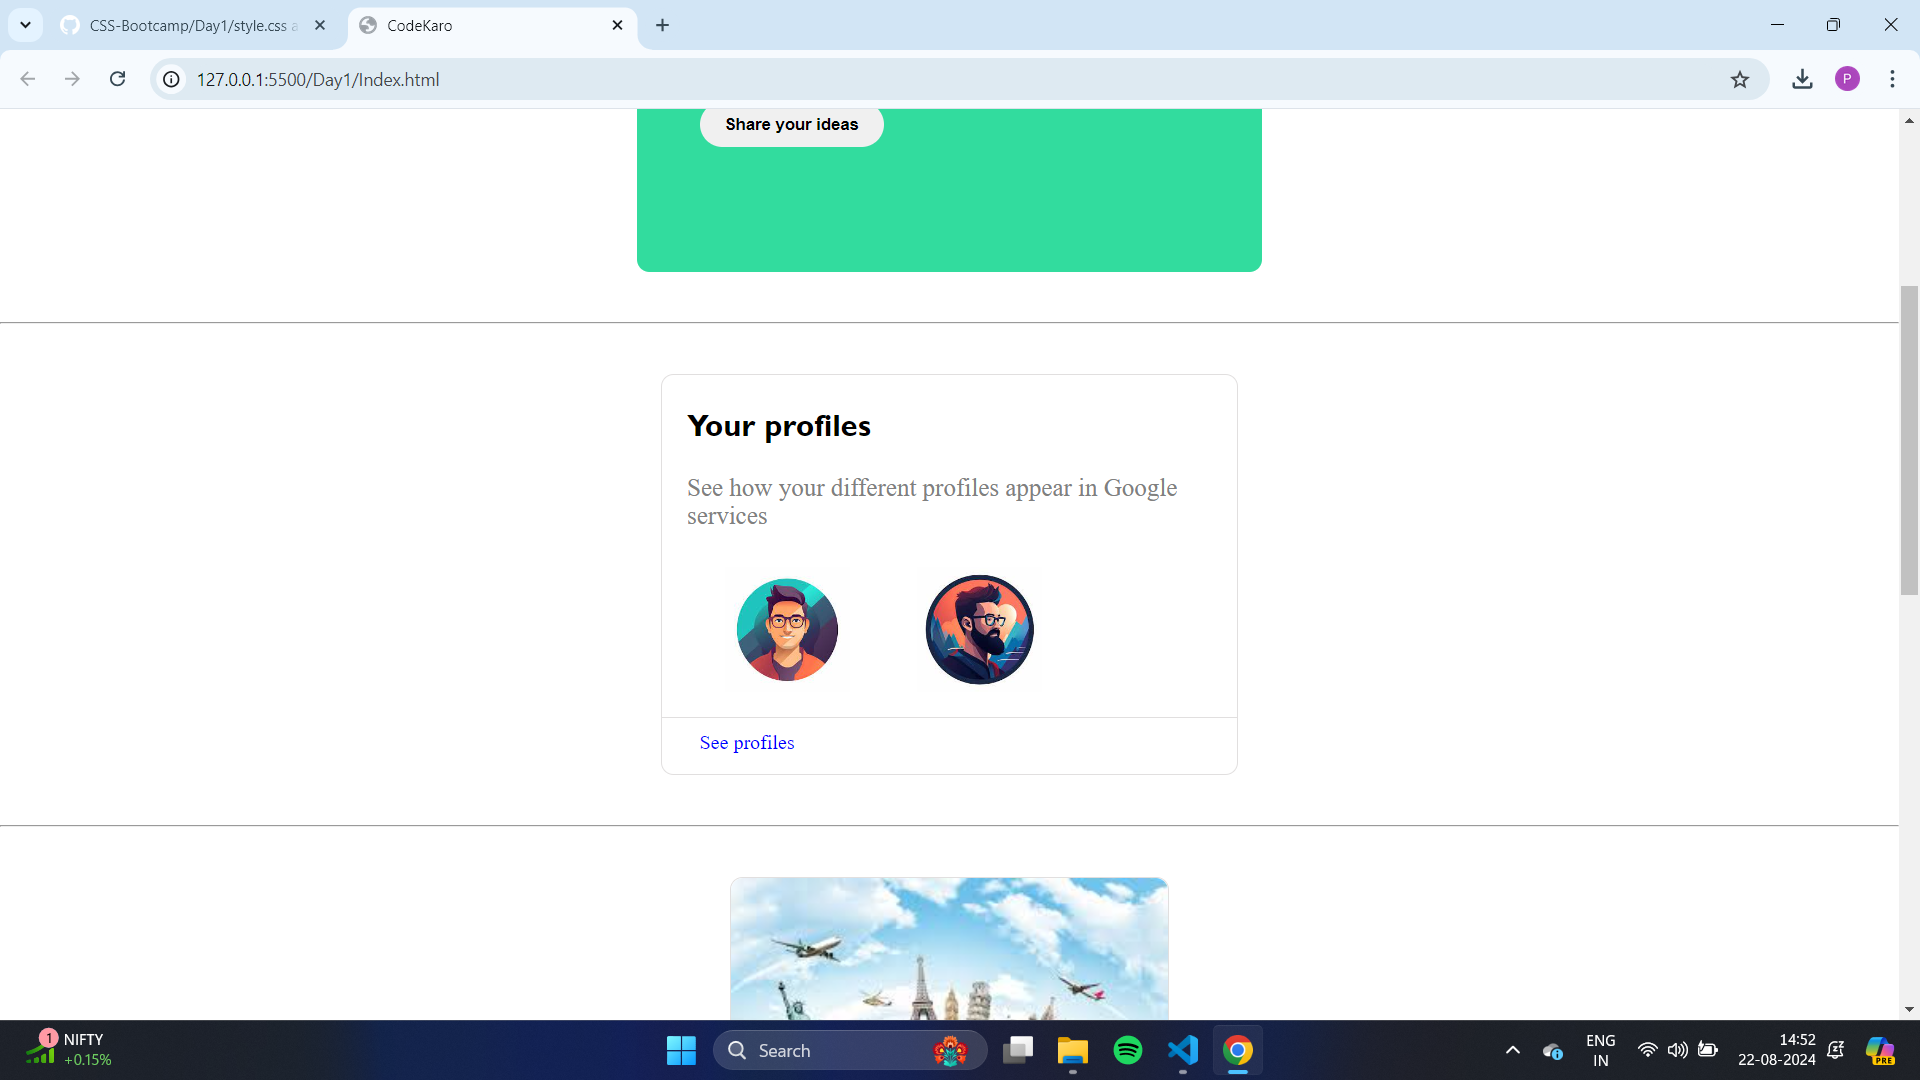 CSS-Bootcamp/Day1/style.css a
CodeKaro
127.0.0.1:5500/Day1/Index.html
P
Share your ideas
Your profiles
See how your different profiles appear in Google
services
See profiles
1
NIFTY
+0.15%
Search
ENG
IN
14:52
22-08-2024
PRE